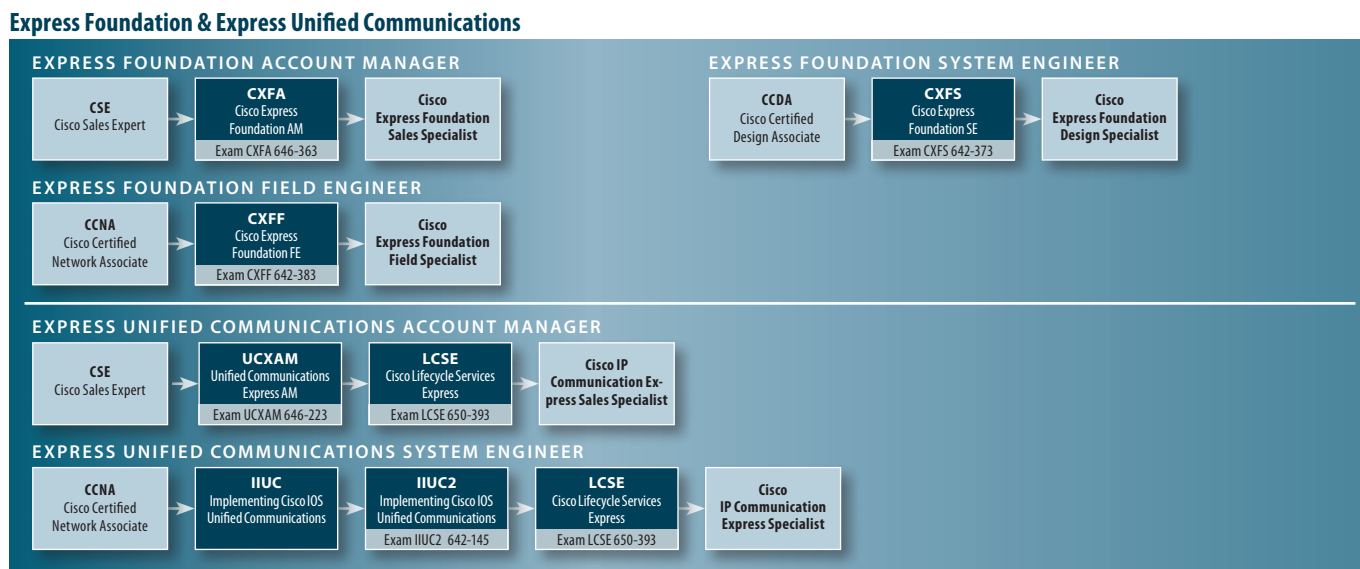 Express Foundation & Express Unified Communications
EXPRESS FOUNDATION ACCOUNT MANAGER
CSE
Cisco Sales Expert
CXFA
Cisco Express
Foundation AM
Exam CXFA 646-363
Cisco
Express Foundation
Sales Specialist
EXPRESS FOUNDATION SYSTEM ENGINEER
CCDA
Cisco Certified
Design Associate
CXFS
Cisco Express
Foundation SE
Exam CXFS 642-373
Cisco
Express Foundation
Design Specialist
EXPRESS FOUNDATION FIELD ENGINEER
CCNA
Cisco Certified
Network Associate
CXFF
Cisco Express
Foundation FE
Exam CXFF 642-383
Cisco
Express Foundation
Field Specialist
EXPRESS UNIFIED COMMUNICATIONS ACCOUNT MANAGER
CSE
Cisco Sales Expert
UCXAM
Unified Communications
Express AM
Exam UCXAM 646-223
LCSE
Cisco Lifecycle Services
Express
Exam LCSE 650-393
Cisco IP
Communication Ex-
press Sales Specialist
EXPRESS UNIFIED COMMUNICATIONS SYSTEM ENGINEER
CCNA
Cisco Certified
Network Associate
IIUC
Implementing Cisco IOS
Unified Communications
IIUC2
Implementing Cisco IOS
Unified Communications
Exam IIUC2 642-145
LCSE
Cisco Lifecycle Services
Express
Exam LCSE 650-393
Cisco
IP Communication
Express Specialist